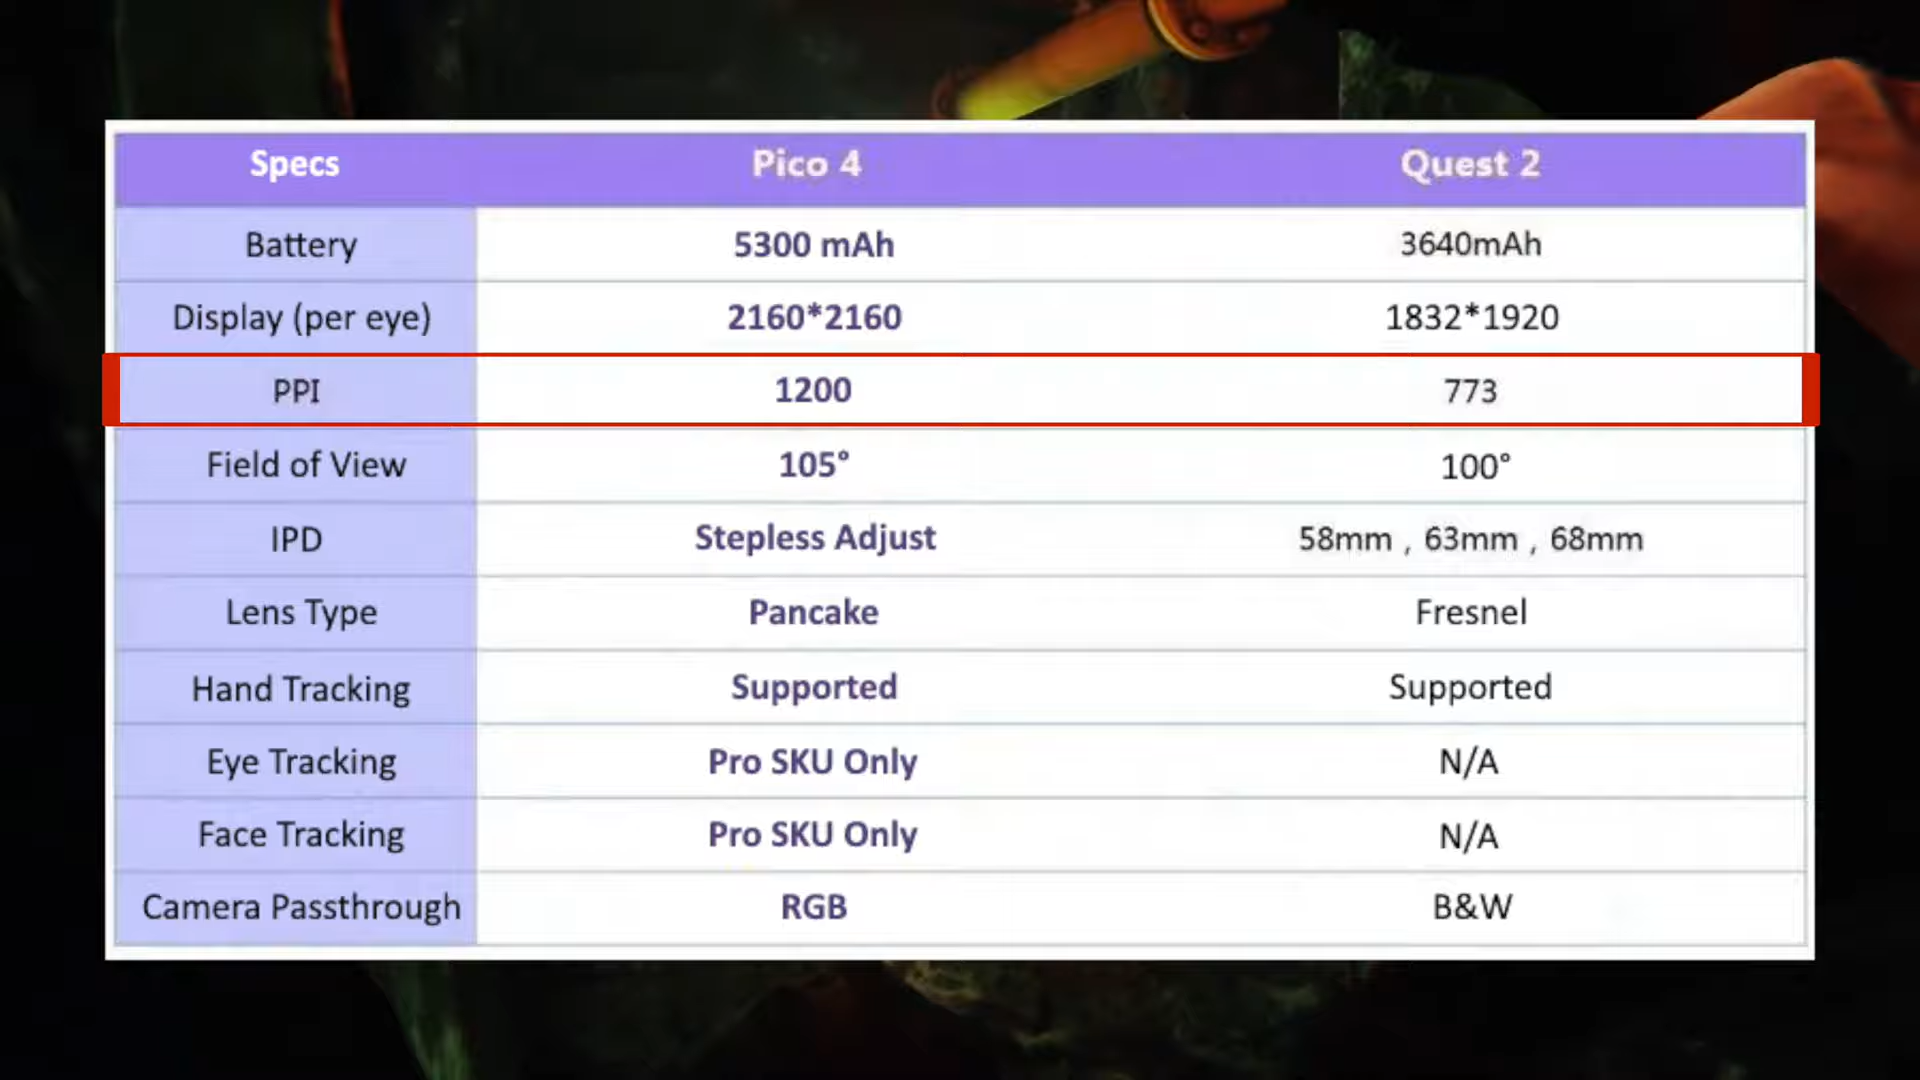 Specs Pico 4 Quest 2
Battery 5300 mAh 3640mAh
Display (per eye) 2160*2160 1832*1920
PPI 1200 773
Field of View 105° 100°
IPD Stepless Adjust 58mm , 63mm , 68mm
Lens Type Pancake Fresnel
Hand Tracking Supported Supported
Eye Tracking Pro SKU Only N/A
Face Tracking Pro SKU Only N/A
Camera Passthrough RGB B&W